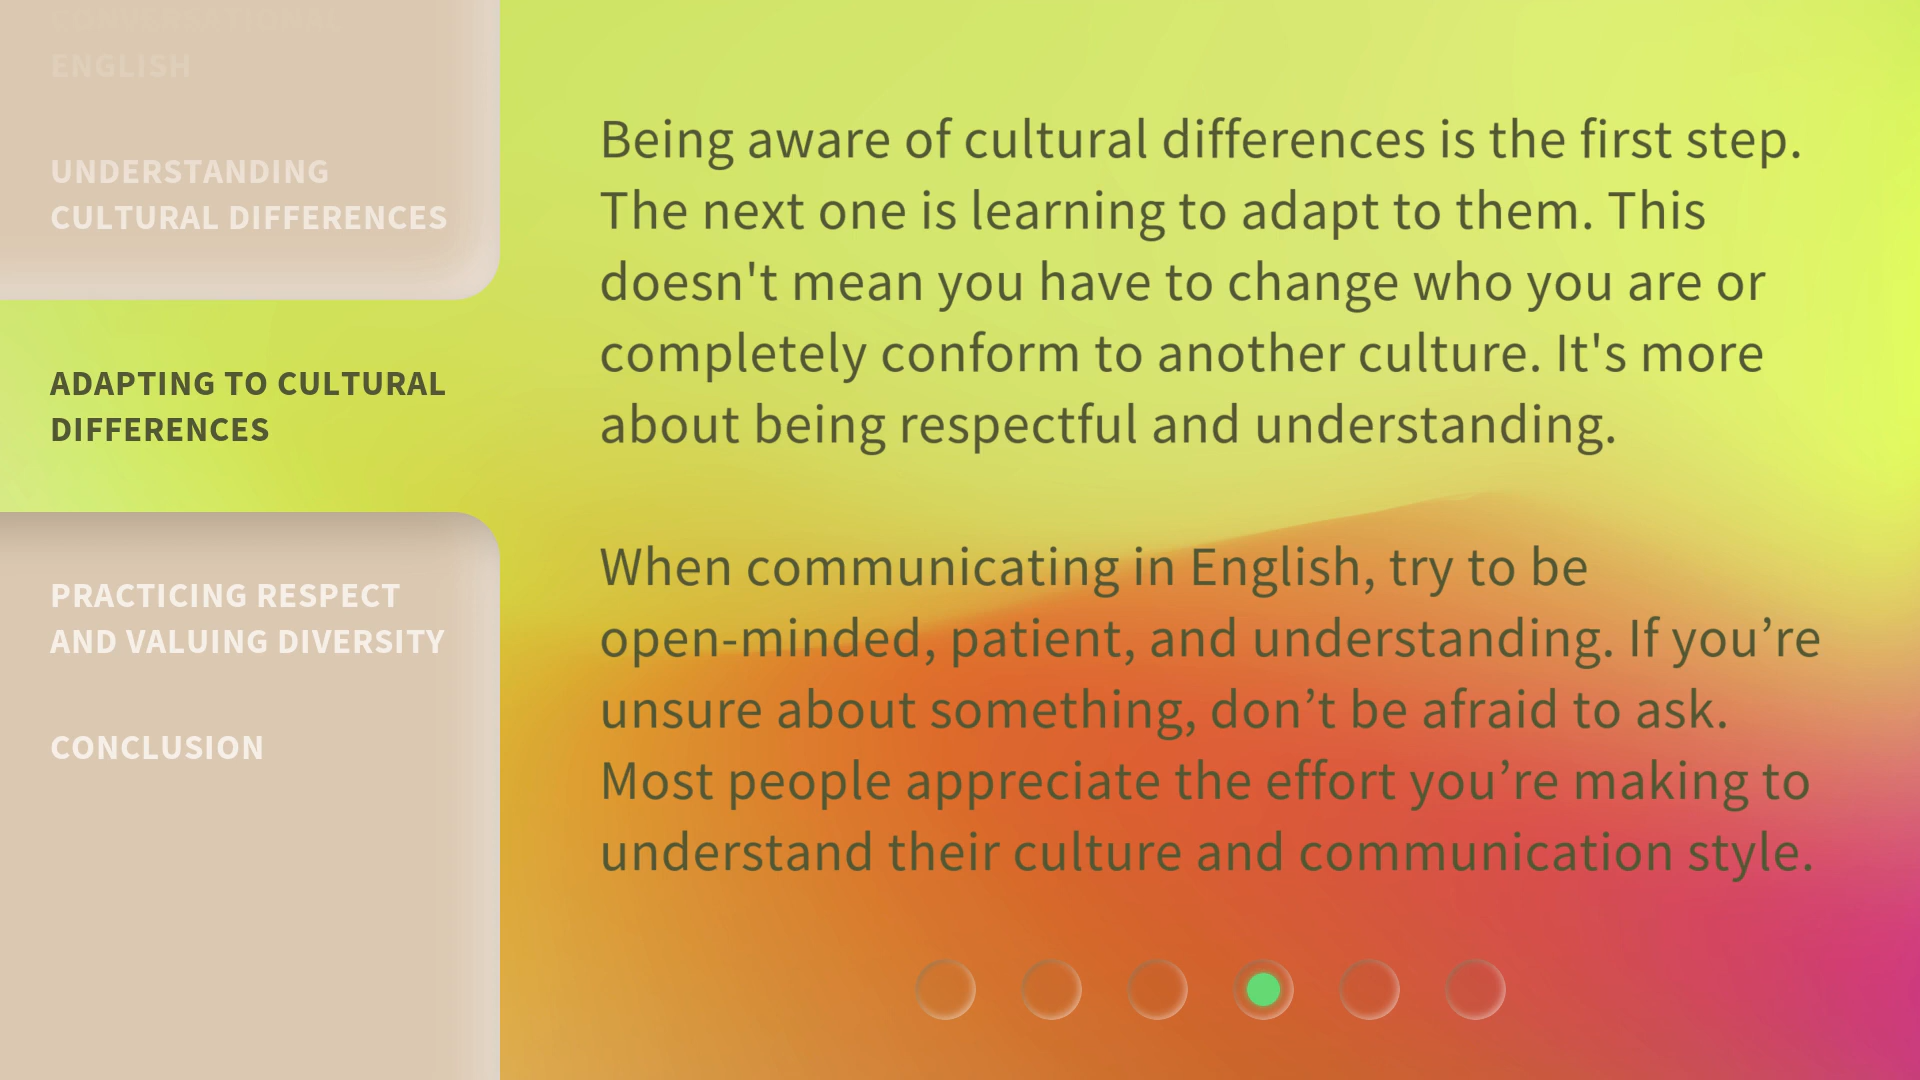 CONVERSATIONAL
ENGLISH
UNDERSTANDING
CULTURAL DIFFERENCES
ADAPTING TO CULTURAL
DIFFERENCES
PRACTICING RESPECT
AND VALUING DIVERSITY
CONCLUSION
Being aware of cultural differences is the first step.
The next one is learning to adapt to them. This
doesn't mean you have to change who you are or
completely conform to another culture. It's more
about being respectful and understanding.
When communicating in English, try to be
open-minded, patient, and understanding. If you’re
unsure about something, don’t be afraid to ask.
Most people appreciate the effort you’re making to
understand their culture and communication style.